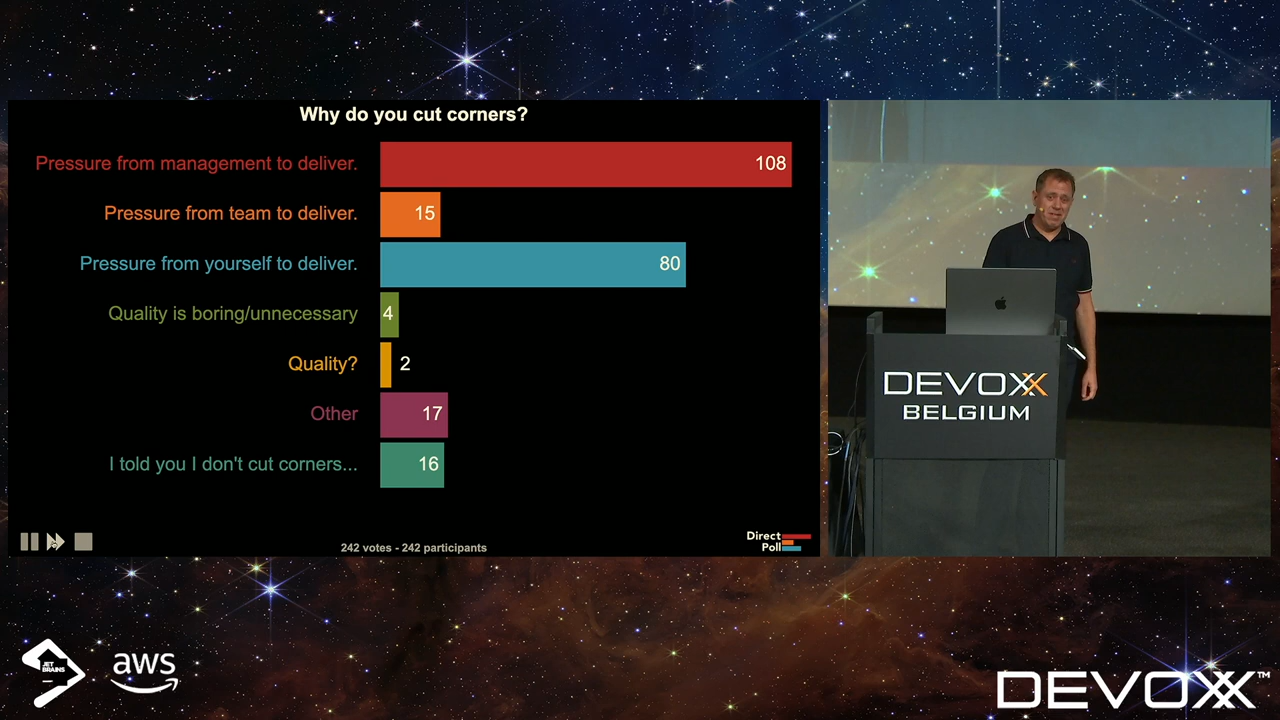 Why do you cut corners?
Pressure from management to deliver.
108
Pressure from team to deliver.
15
Pressure from yourself to deliver.
80
Quality is boring/unnecessary
4
Quality?
2
Other
17
I told you I don't cut corners...
16
242 votes - 242 participants
Direct
Poll
DEVOXX
BELGIUM
JET
BRAINS
aws
DEVOXX™